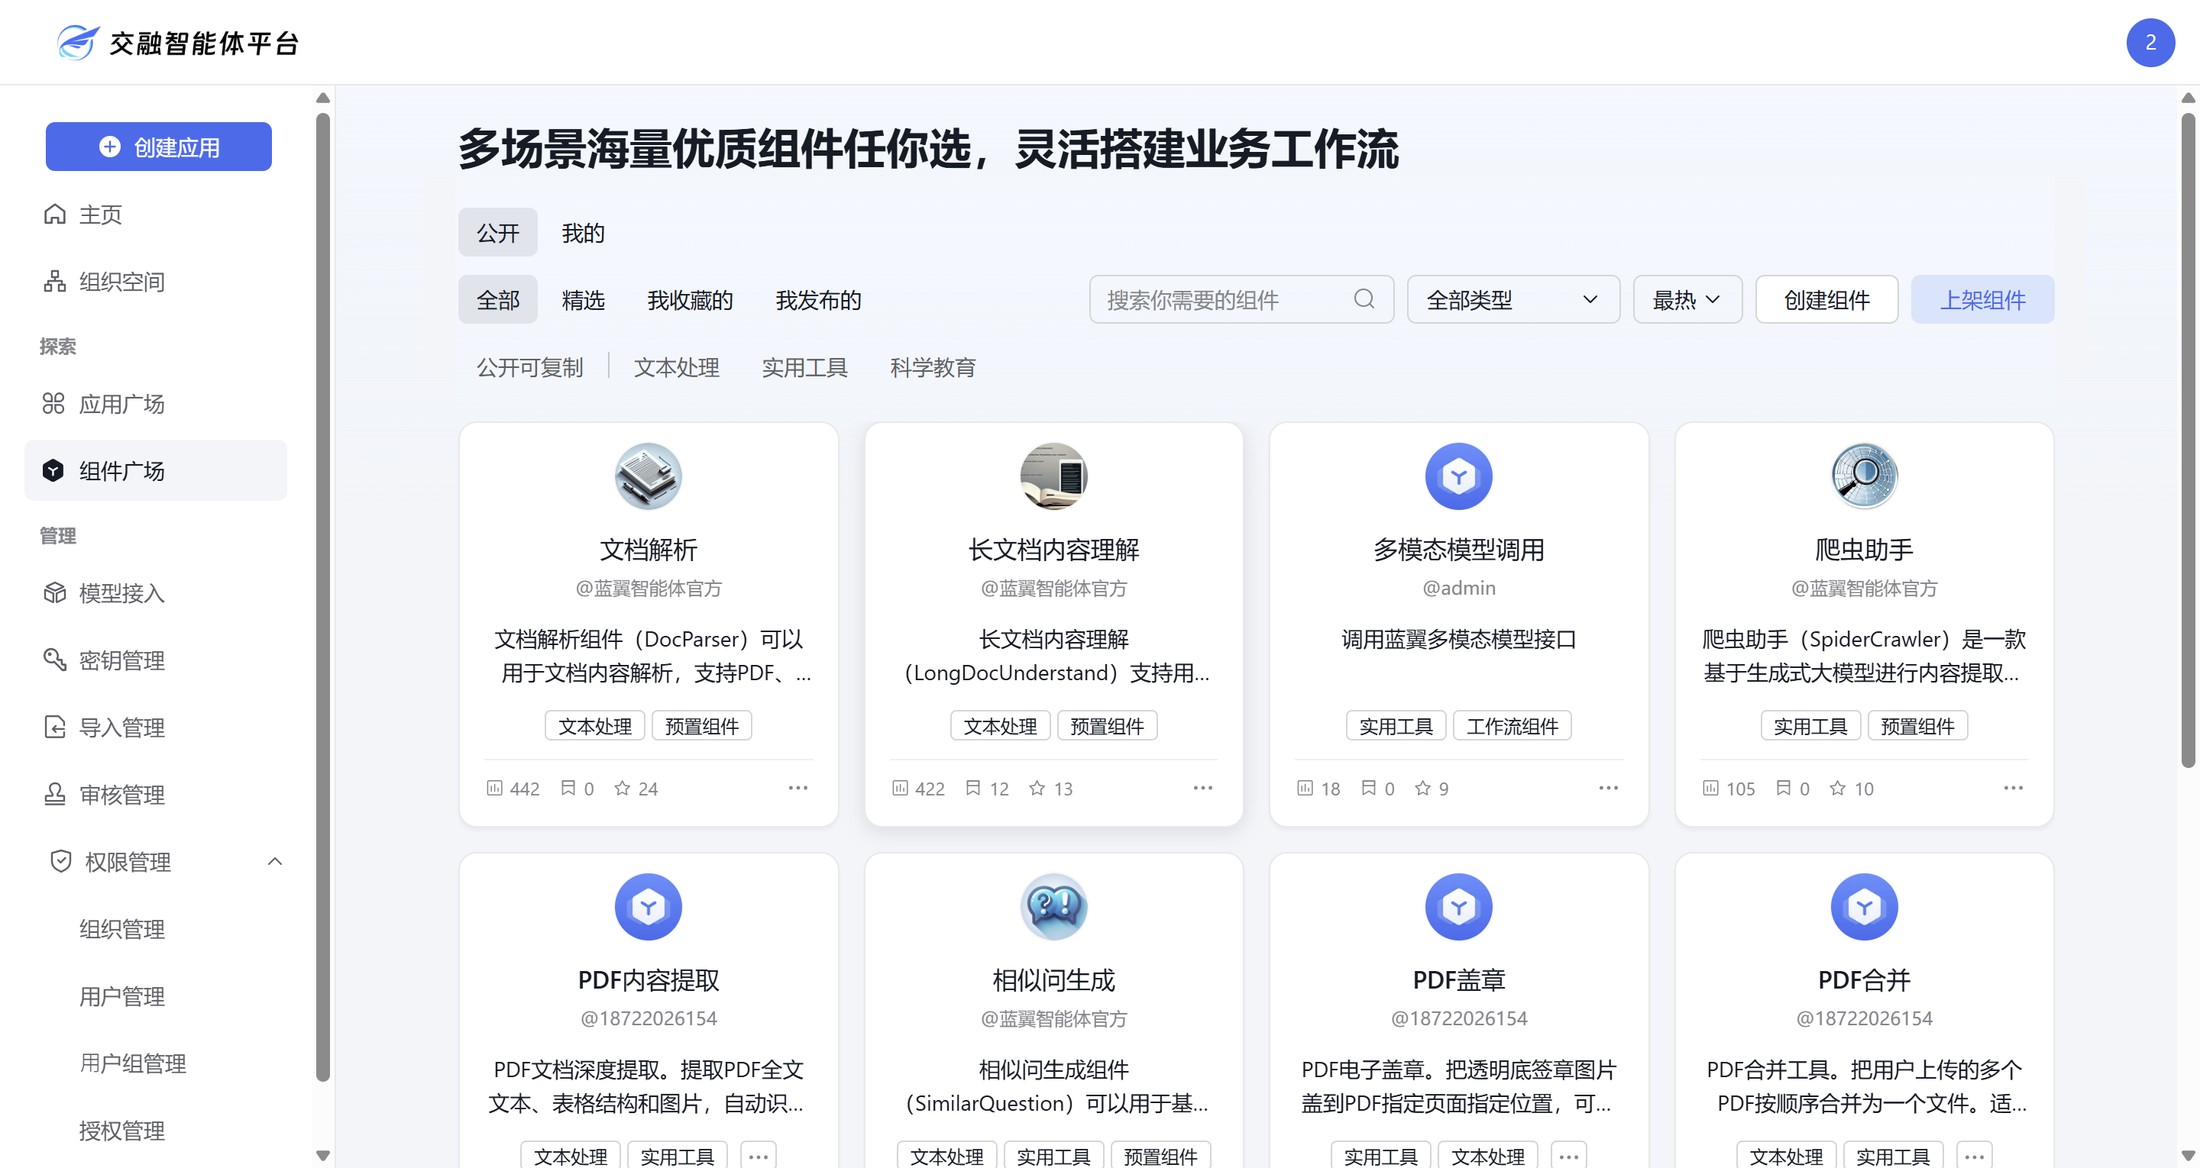 交融智能体平台
2
创建应用
主页
组织空间
探索
应用广场
组件广场
管理
模型接入
密钥管理
导入管理
审核管理
权限管理
组织管理
用户管理
用户组管理
授权管理
多场景海量优质组件任你选，灵活搭建业务工作流
公开 我的
全部 精选 我收藏的 我发布的 搜索你需要的组件 全部类型 最热 创建组件 上架组件
公开可复制 文本处理 实用工具 科学教育
文档解析
@蓝翼智能体官方
文档解析组件（DocParser）可以
用于文档内容解析，支持PDF、...
文本处理 预置组件
442 0 24 ...
长文档内容理解
@蓝翼智能体官方
长文档内容理解
（LongDocUnderstand）支持用...
文本处理 预置组件
422 12 13 ...
多模态模型调用
@admin
调用蓝翼多模态模型接口
实用工具 工作流组件
18 0 9 ...
爬虫助手
@蓝翼智能体官方
爬虫助手（SpiderCrawler）是一款
基于生成式大模型进行内容提取...
实用工具 预置组件
105 0 10 ...
PDF内容提取
@18722026154
PDF文档深度提取。提取PDF全文
文本、表格结构和图片，自动识...
文本处理 实用工具 ...
相似问生成
@蓝翼智能体官方
相似问生成组件
（SimilarQuestion）可以用于基...
文本处理 实用工具 预置组件
PDF盖章
@18722026154
PDF电子盖章。把透明底签章图片
盖到PDF指定页面指定位置，可...
实用工具 文本处理 ...
PDF合并
@18722026154
PDF合并工具。把用户上传的多个
PDF按顺序合并为一个文件。适...
文本处理 实用工具 ...